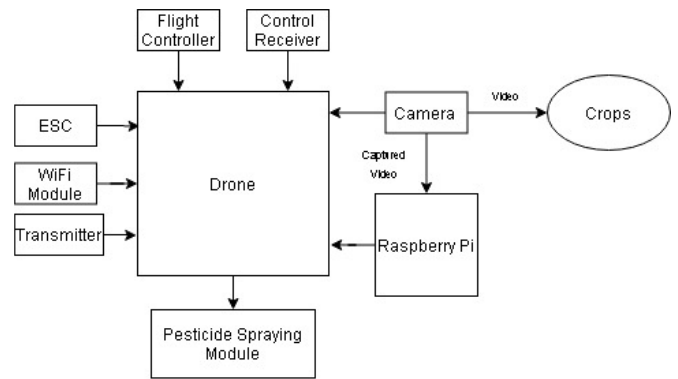 Flight
Controller
Control
Receiver
ESC
WiFi
Module
Transmitter
Drone
Camera
Video
Crops
Captured
Video
Raspberry Pi
Pesticide Spraying
Module